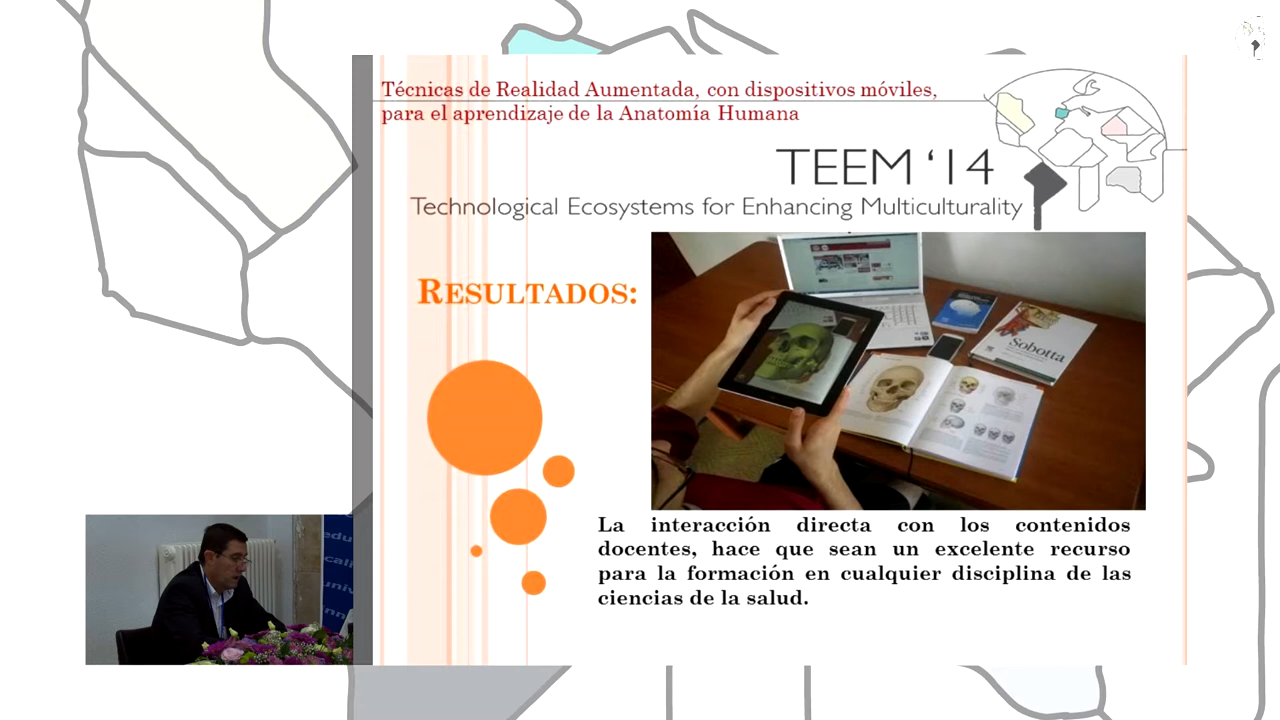 Técnicas de Realidad Aumentada, con dispositivos móviles,
para el aprendizaje de la Anatomía Humana
TEEM ‘14
Technological Ecosystems for Enhancing Multiculturality
RESULTADOS:
Sobotta
La interacción directa con los contenidos
docentes, hace que sean un excelente recurso
para la formación en cualquier disciplina de las
ciencias de la salud.